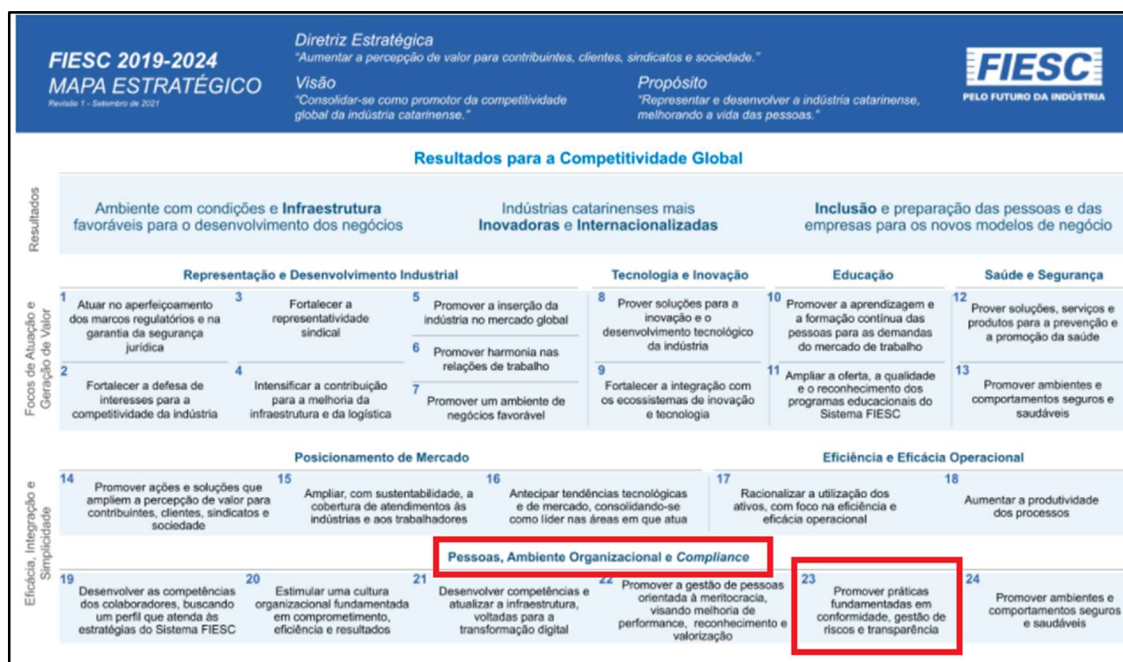 FIESC 2019-2024
MAPA ESTRATÉGICO
Revisão 1 - Setembro de 2021
Diretriz Estratégica
“Aumentar a percepção de valor para contribuintes, clientes, sindicatos e sociedade.”
Visão
“Consolidar-se como promotor da competitividade
global da indústria catarinense.”
Propósito
“Representar e desenvolver a indústria catarinense,
melhorando a vida das pessoas.”
FIESC
PELO FUTURO DA INDÚSTRIA
Resultados para a Competitividade Global
Resultados
Ambiente com condições e Infraestrutura
favoráveis para o desenvolvimento dos negócios
Indústrias catarinenses mais
Inovadoras e Internacionalizadas
Inclusão e preparação das pessoas e das
empresas para os novos modelos de negócio
Focos de Atuação e
Geração de Valor
Representação e Desenvolvimento Industrial
1
Atuar no aperfeiçoamento
dos marcos regulatórios e na
garantia da segurança
jurídica
2
Fortalecer a defesa de
interesses para a
competitividade da indústria
3
Fortalecer a
representatividade
sindical
4
Intensificar a contribuição
para a melhoria da
infraestrutura e da logística
5
Promover a inserção da
indústria no mercado global
6
Promover harmonia nas
relações de trabalho
7
Promover um ambiente de
negócios favorável
Tecnologia e Inovação
8
Prover soluções para a
inovação e o
desenvolvimento tecnológico
da indústria
9
Fortalecer a integração com
os ecossistemas de inovação
e tecnologia
Educação
10
Promover a aprendizagem e
a formação contínua das
pessoas para as demandas
do mercado de trabalho
11
Ampliar a oferta, a qualidade
e o reconhecimento dos
programas educacionais do
Sistema FIESC
Saúde e Segurança
12
Prover soluções, serviços e
produtos para a prevenção e
a promoção da saúde
13
Promover ambientes e
comportamentos seguros e
saudáveis
Eficácia, Integração e
Simplicidade
Posicionamento de Mercado
14
Promover ações e soluções que
ampliem a percepção de valor para
contribuintes, clientes, sindicatos e
sociedade
15
Ampliar, com sustentabilidade, a
cobertura de atendimentos às
indústrias e aos trabalhadores
16
Antecipar tendências tecnológicas
e de mercado, consolidando-se
como líder nas áreas em que atua
Eficiência e Eficácia Operacional
17
Racionalizar a utilização dos
ativos, com foco na eficiência e
eficácia operacional
18
Aumentar a produtividade
dos processos
Pessoas, Ambiente Organizacional e Compliance
19
Desenvolver as competências
dos colaboradores, buscando
um perfil que atenda às
estratégias do Sistema FIESC
20
Estimular uma cultura
organizacional fundamentada
em comprometimento,
eficiência e resultados
21
Desenvolver competências e
atualizar a infraestrutura,
voltadas para a
transformação digital
22
Promover a gestão de pessoas
orientada à meritocracia,
visando melhoria de
performance, reconhecimento e
valorização
23
Promover práticas
fundamentadas em
conformidade, gestão de
riscos e transparência
24
Promover ambientes e
comportamentos seguros
e saudáveis